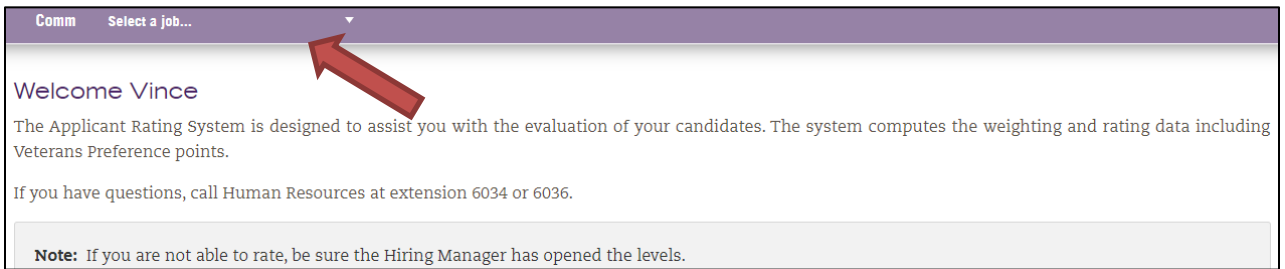 Comm Select a job...
Welcome Vince
The Applicant Rating System is designed to assist you with the evaluation of your candidates. The system computes the weighting and rating data including
Veterans Preference points.
If you have questions, call Human Resources at extension 6034 or 6036.
Note: If you are not able to rate, be sure the Hiring Manager has opened the levels.